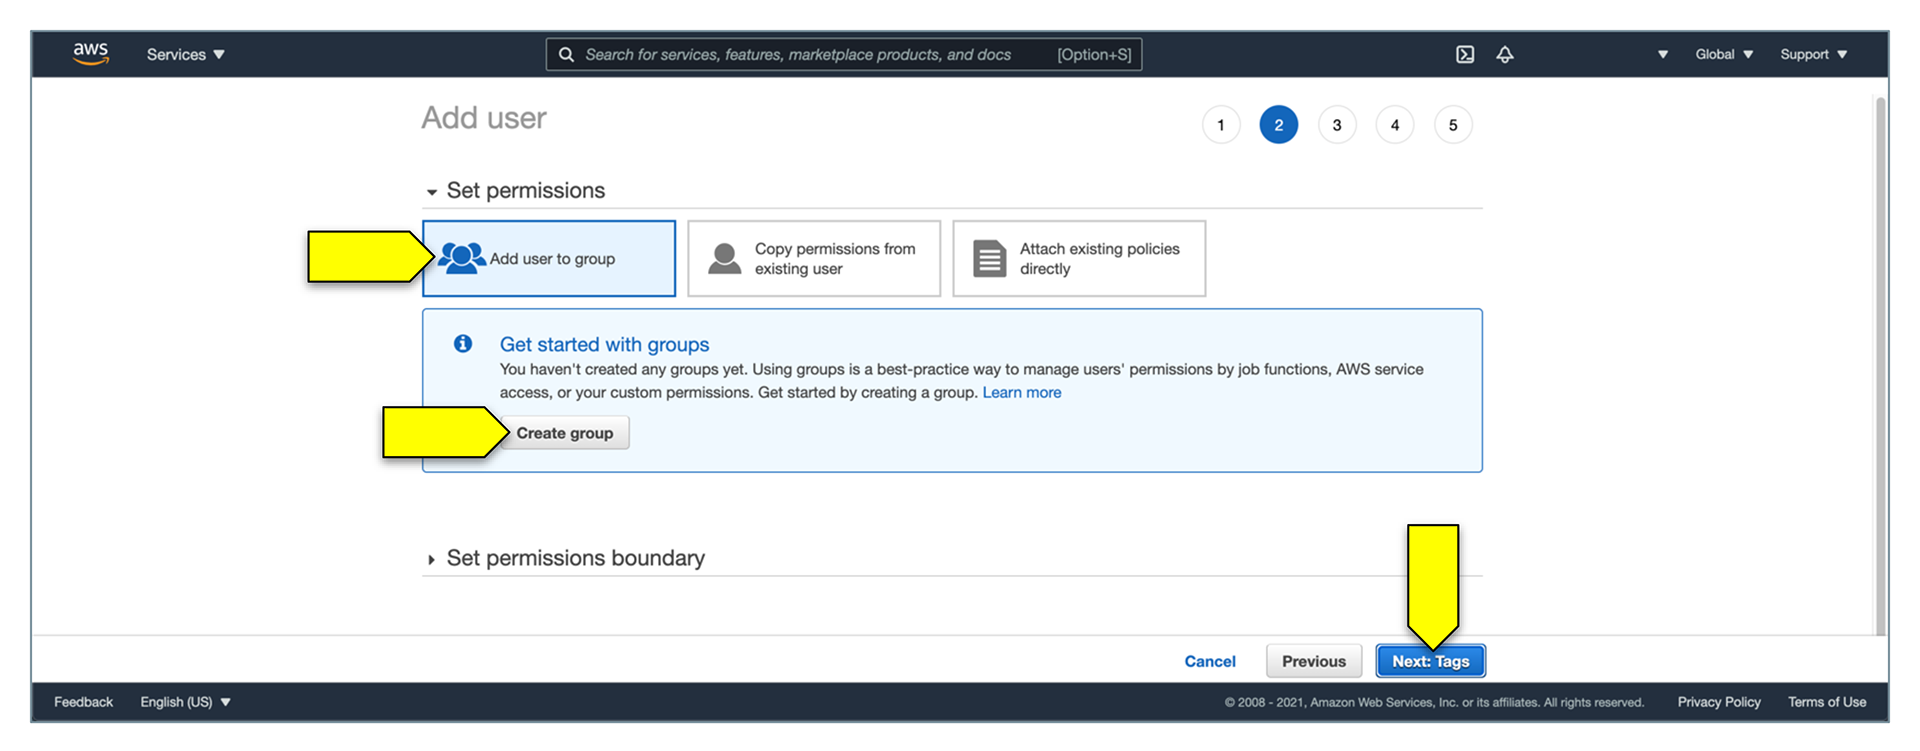 aws
Services ▼
Search for services, features, marketplace products, and docs [Option+S]
▼ Global ▼ Support ▼
Add user
1 2 3 4 5
Set permissions
Add user to group
Copy permissions from
existing user
Attach existing policies
directly
Get started with groups
You haven't created any groups yet. Using groups is a best-practice way to manage users' permissions by job functions, AWS service
access, or your custom permissions. Get started by creating a group. Learn more
Create group
Set permissions boundary
Cancel
Previous
Next: Tags
Feedback
English (US) ▼
© 2008 - 2021, Amazon Web Services, Inc. or its affiliates. All rights reserved.
Privacy Policy
Terms of Use